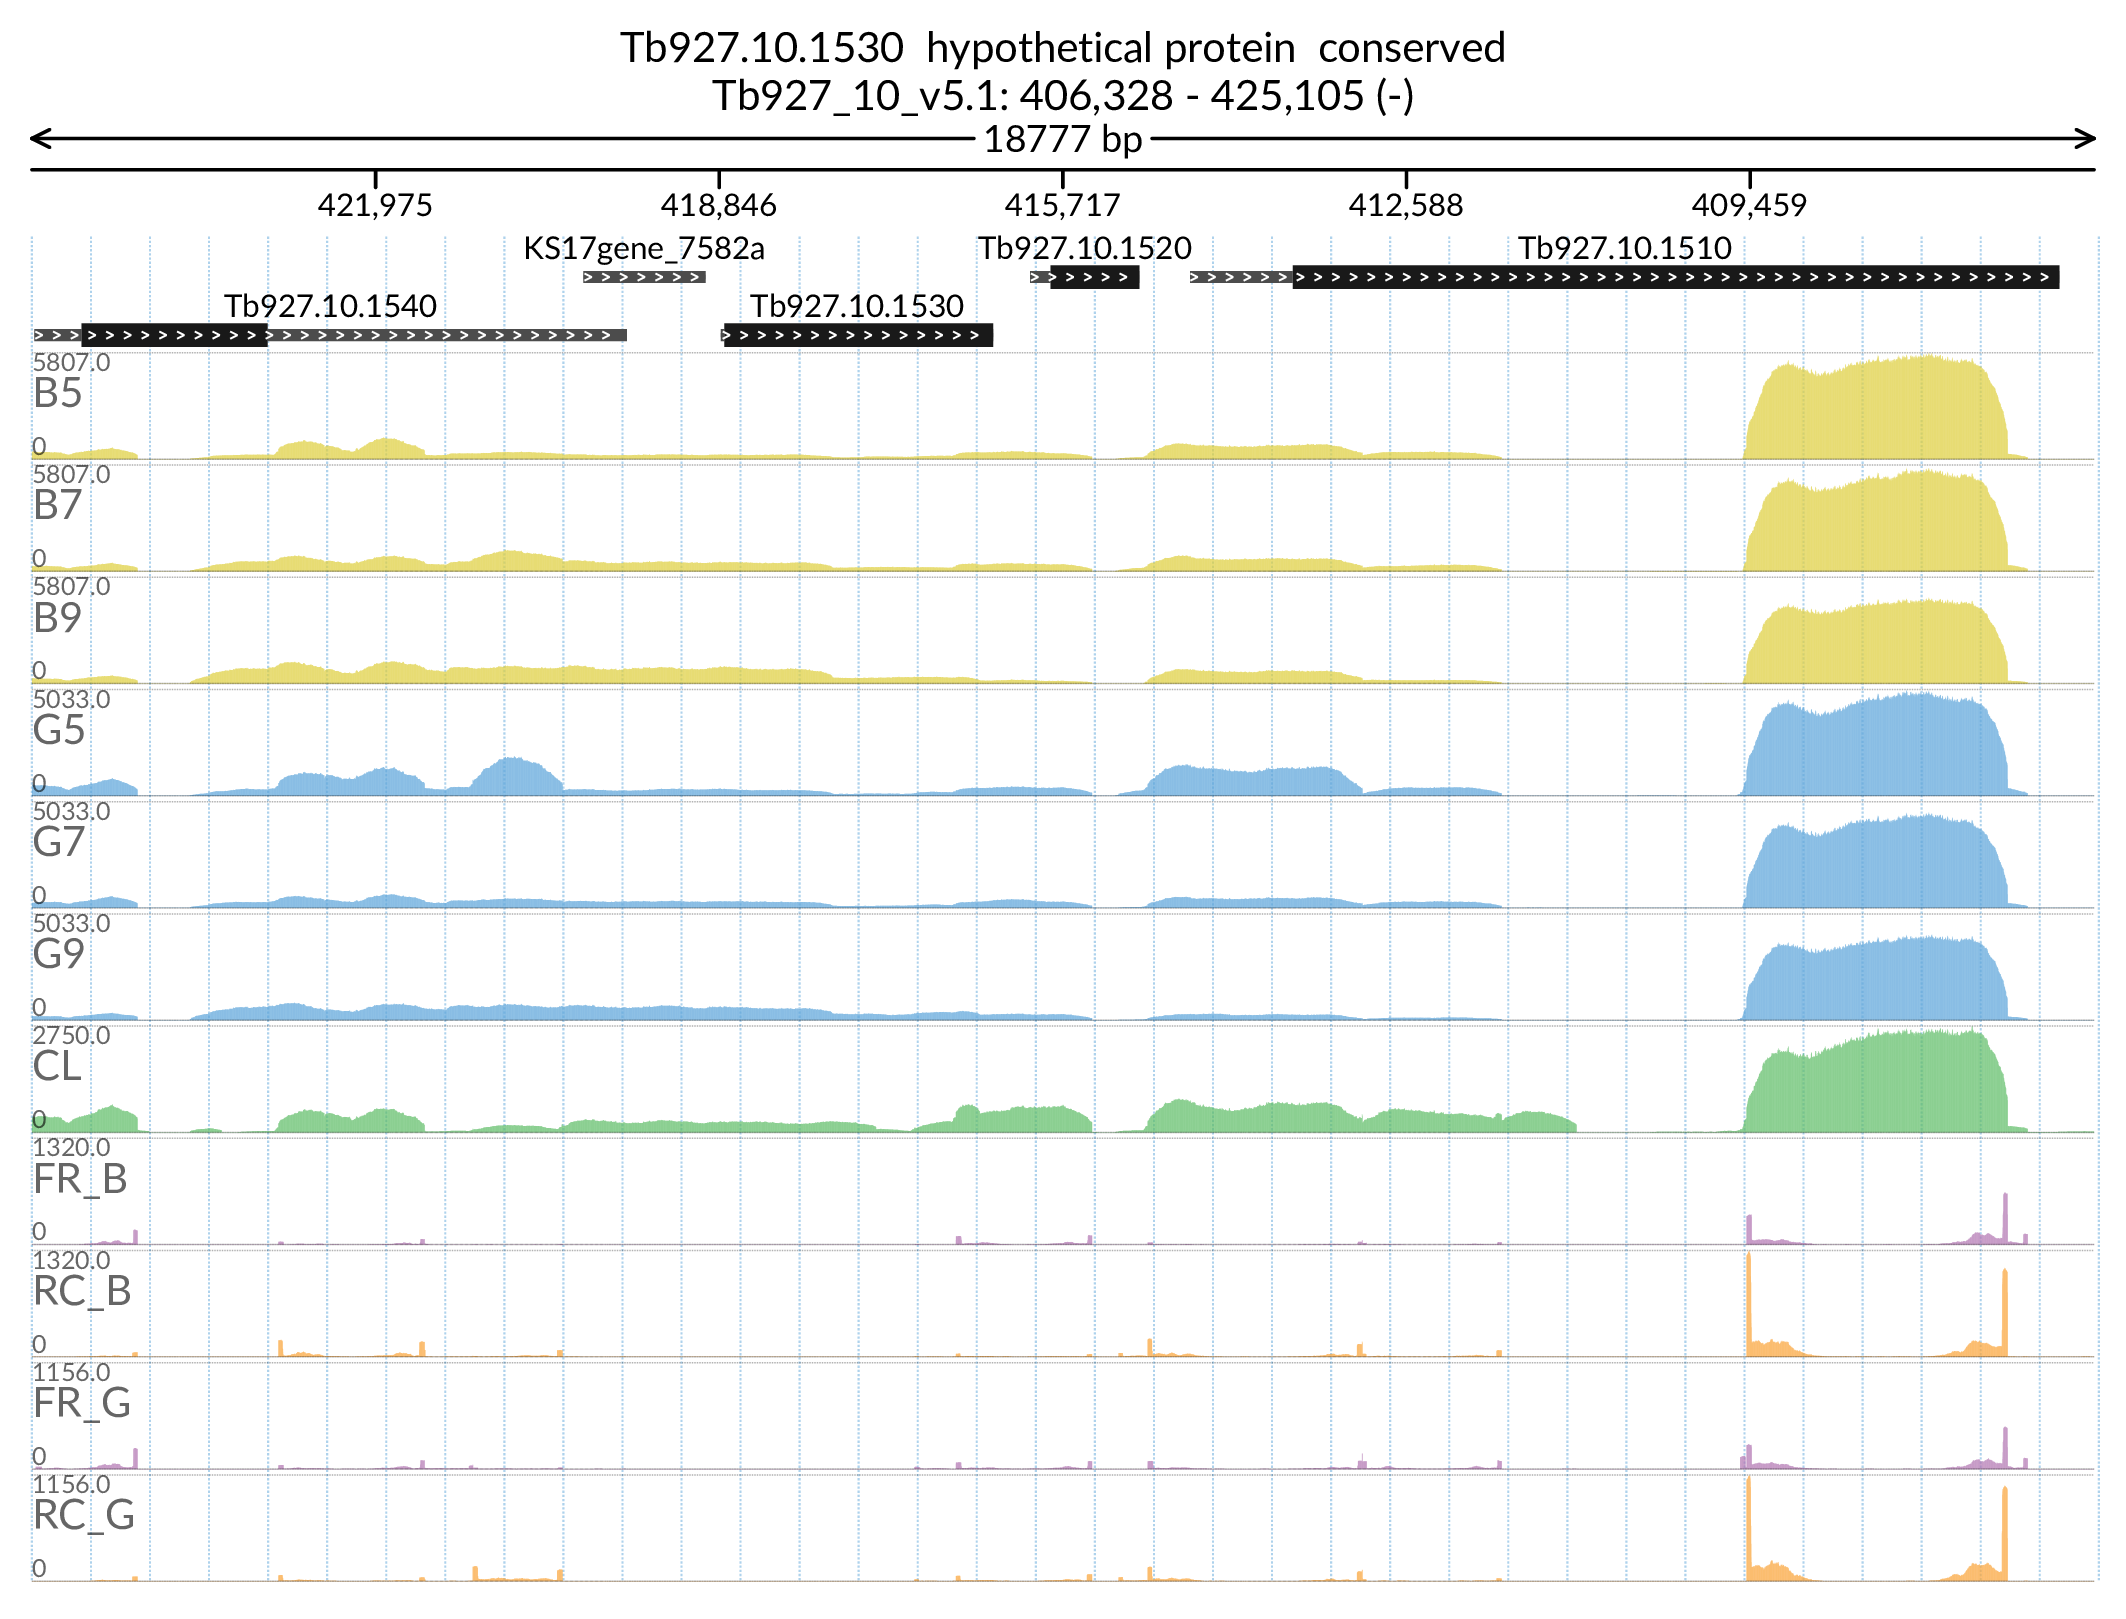 Tb927.10.1530  hypothetical protein  conserved
Tb927_10_v5.1: 406,328 - 425,105 (-)
18777 bp
421,975 418,846 415,717 412,588 409,459
KS17gene_7582a Tb927.10.1520 Tb927.10.1510
Tb927.10.1540 Tb927.10.1530
5807.0
B5
0
5807.0
B7
0
5807.0
B9
0
5033.0
G5
0
5033.0
G7
0
5033.0
G9
0
2750.0
CL
0
1320.0
FR_B
0
1320.0
RC_B
0
1156.0
FR_G
0
1156.0
RC_G
0